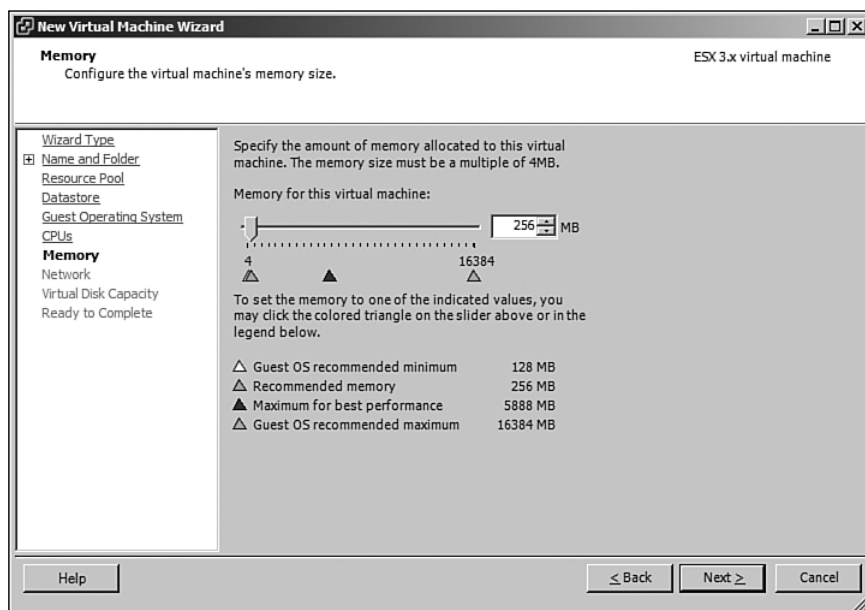 New Virtual Machine Wizard
Memory
Configure the virtual machine's memory size.
ESX 3.x virtual machine
Wizard Type
Name and Folder
Resource Pool
Datastore
Guest Operating System
CPUs
Memory
Network
Virtual Disk Capacity
Ready to Complete
Specify the amount of memory allocated to this virtual
machine. The memory size must be a multiple of 4MB.
Memory for this virtual machine:
256 MB
4 16384
To set the memory to one of the indicated values, you
may click the colored triangle on the slider above or in the
legend below.
Guest OS recommended minimum 128 MB
Recommended memory 256 MB
Maximum for best performance 5888 MB
Guest OS recommended maximum 16384 MB
Help
< Back
Next >
Cancel